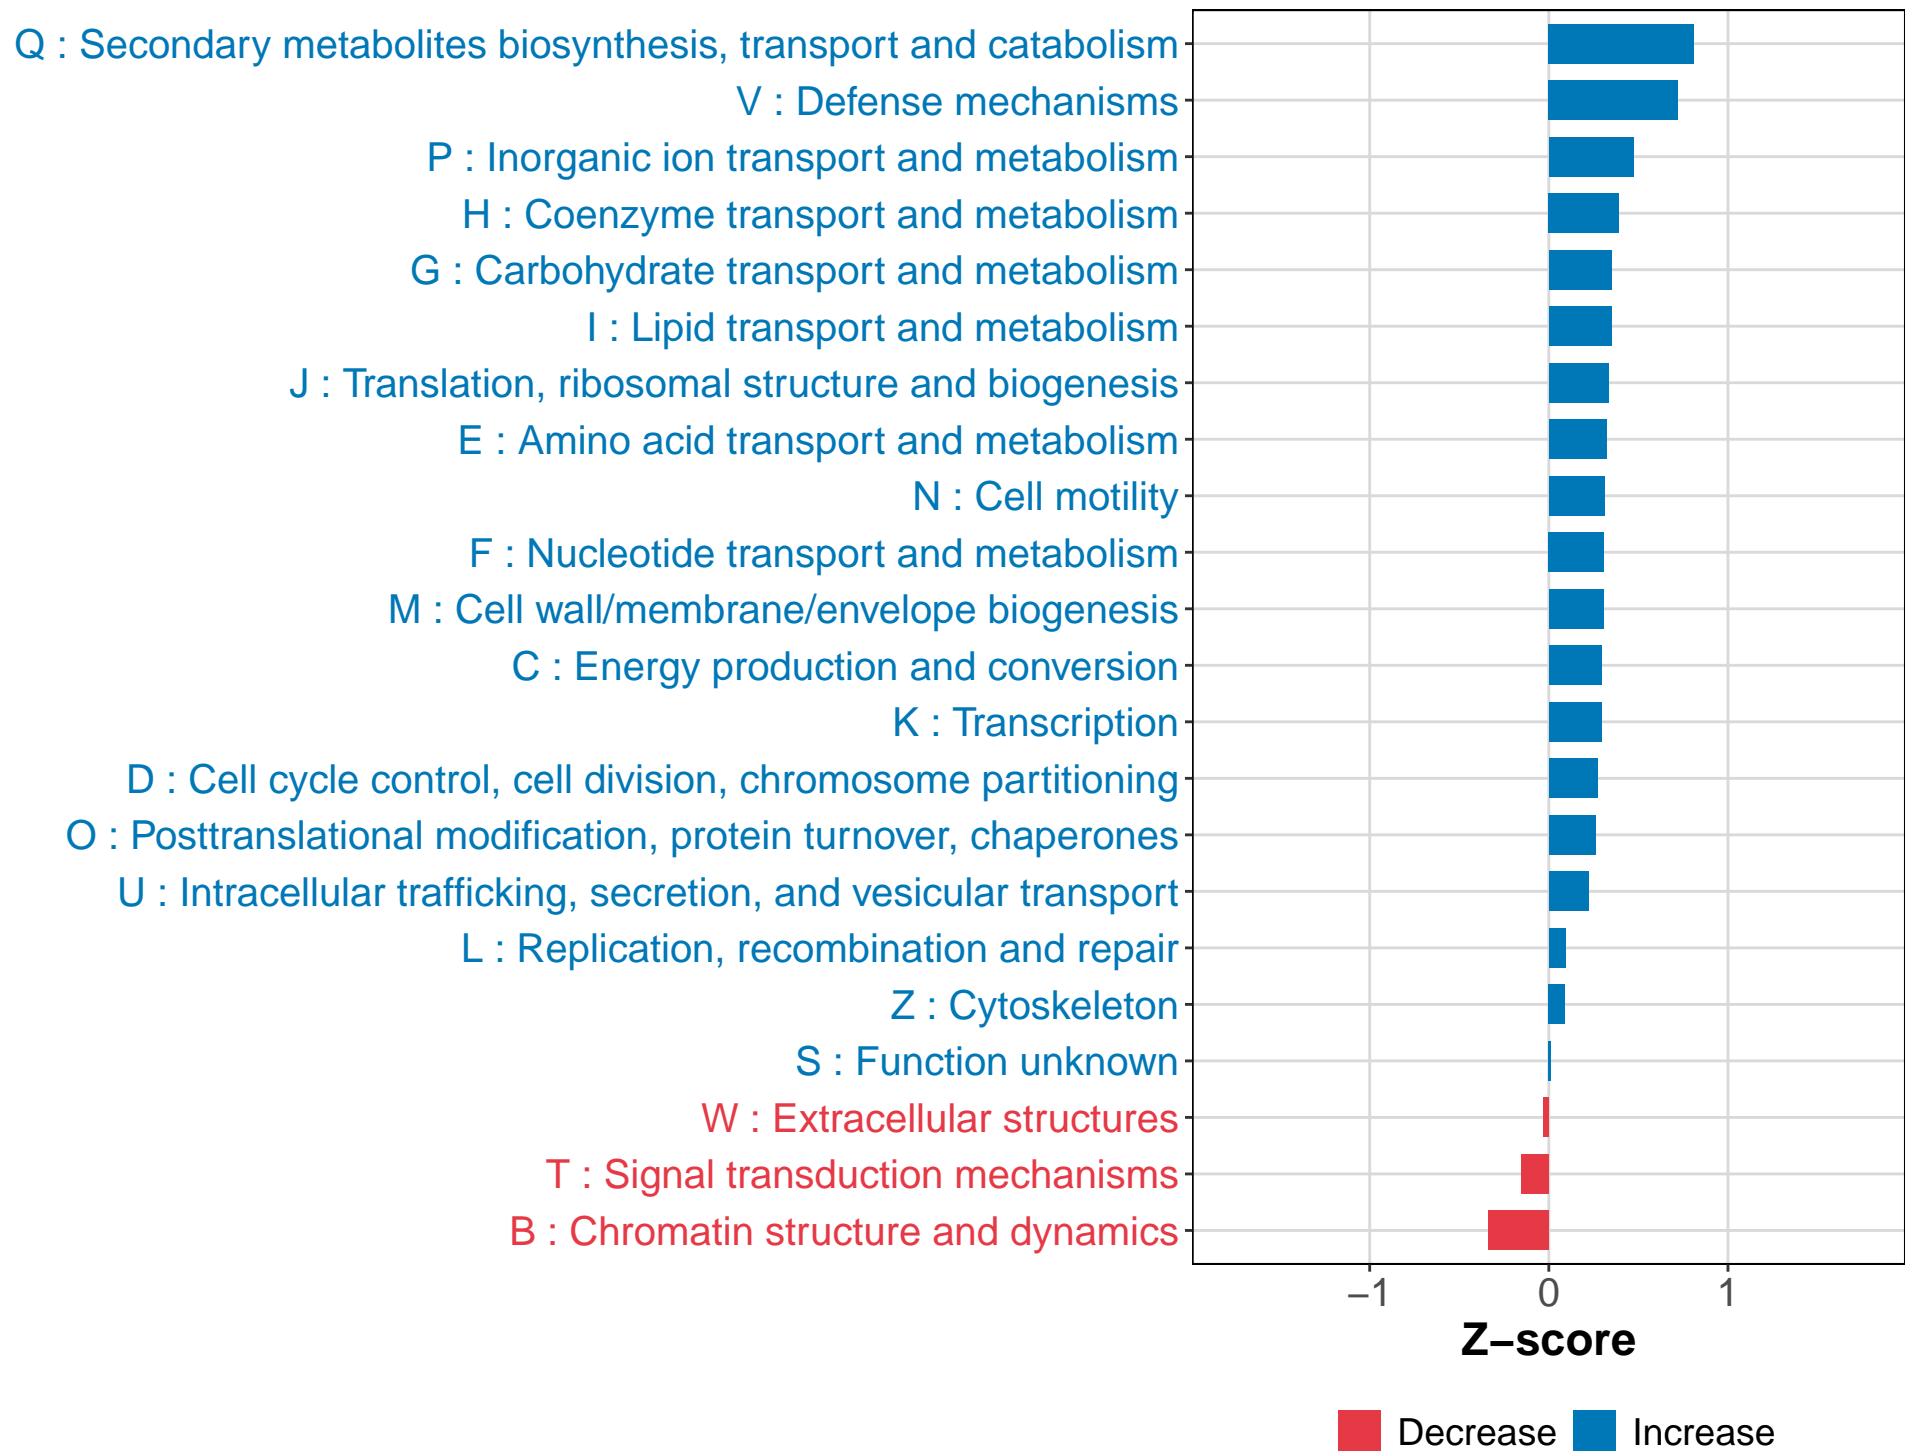 Q : Secondary metabolites biosynthesis, transport and catabolism
V : Defense mechanisms
P : Inorganic ion transport and metabolism
H : Coenzyme transport and metabolism
G : Carbohydrate transport and metabolism
I : Lipid transport and metabolism
J : Translation, ribosomal structure and biogenesis
E : Amino acid transport and metabolism
N : Cell motility
F : Nucleotide transport and metabolism
M : Cell wall/membrane/envelope biogenesis
C : Energy production and conversion
K : Transcription
D : Cell cycle control, cell division, chromosome partitioning
O : Posttranslational modification, protein turnover, chaperones
U : Intracellular trafficking, secretion, and vesicular transport
L : Replication, recombination and repair
Z : Cytoskeleton
S : Function unknown
W : Extracellular structures
T : Signal transduction mechanisms
B : Chromatin structure and dynamics
−1 0 1
Z−score
Decrease Increase